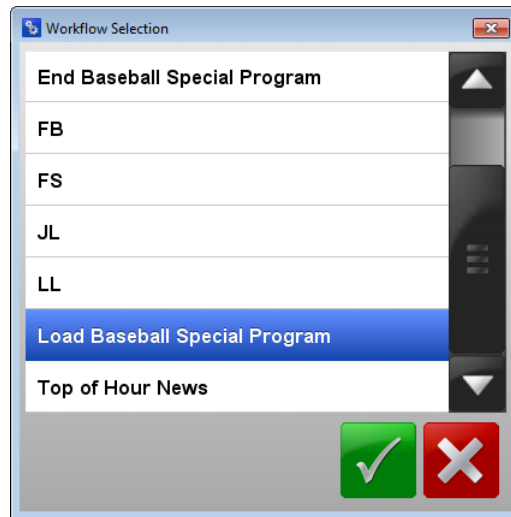 Workflow Selection
End Baseball Special Program
FB
FS
JL
LL
Load Baseball Special Program
Top of Hour News